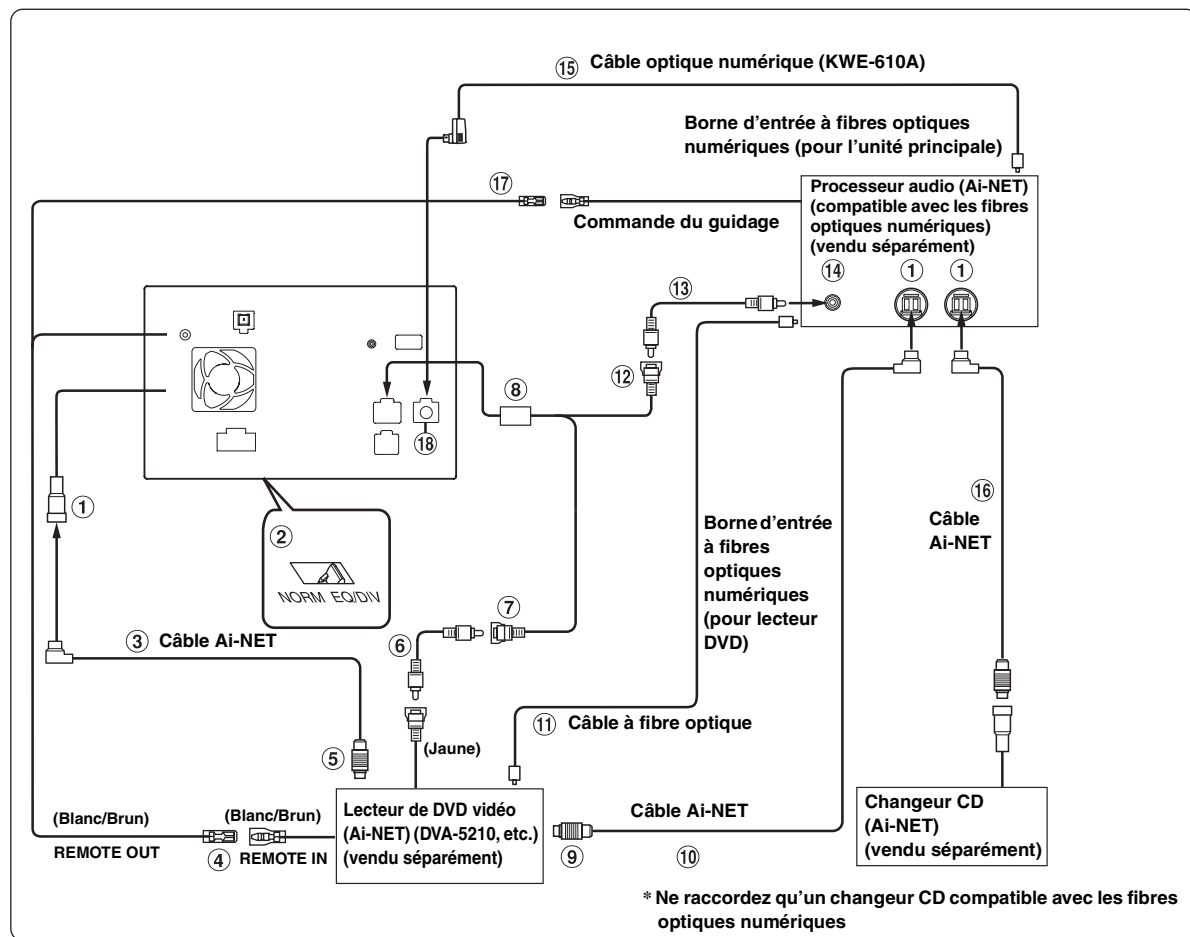 ⑮ Câble optique numérique (KWE-610A)
Borne d'entrée à fibres optiques
numériques (pour l'unité principale)
⑰
Commande du guidage
Processeur audio (Ai-NET)
(compatible avec les fibres
optiques numériques)
(vendu séparément)
⑭ ① ①
⑬
⑫
⑧
⑱
①
②
NORM EQ/DIV
③ Câble Ai-NET
⑦
⑥
Borne d'entrée
à fibres
optiques
numériques
(pour lecteur
DVD)
⑯
Câble
Ai-NET
⑪ Câble à fibre optique
(Jaune)
⑤
(Blanc/Brun)
REMOTE OUT
④
(Blanc/Brun)
REMOTE IN
Lecteur de DVD vidéo
(Ai-NET) (DVA-5210, etc.)
(vendu séparément)
⑨
Câble Ai-NET
⑩
Changeur CD
(Ai-NET)
(vendu séparément)
* Ne raccordez qu'un changeur CD compatible avec les fibres
optiques numériques